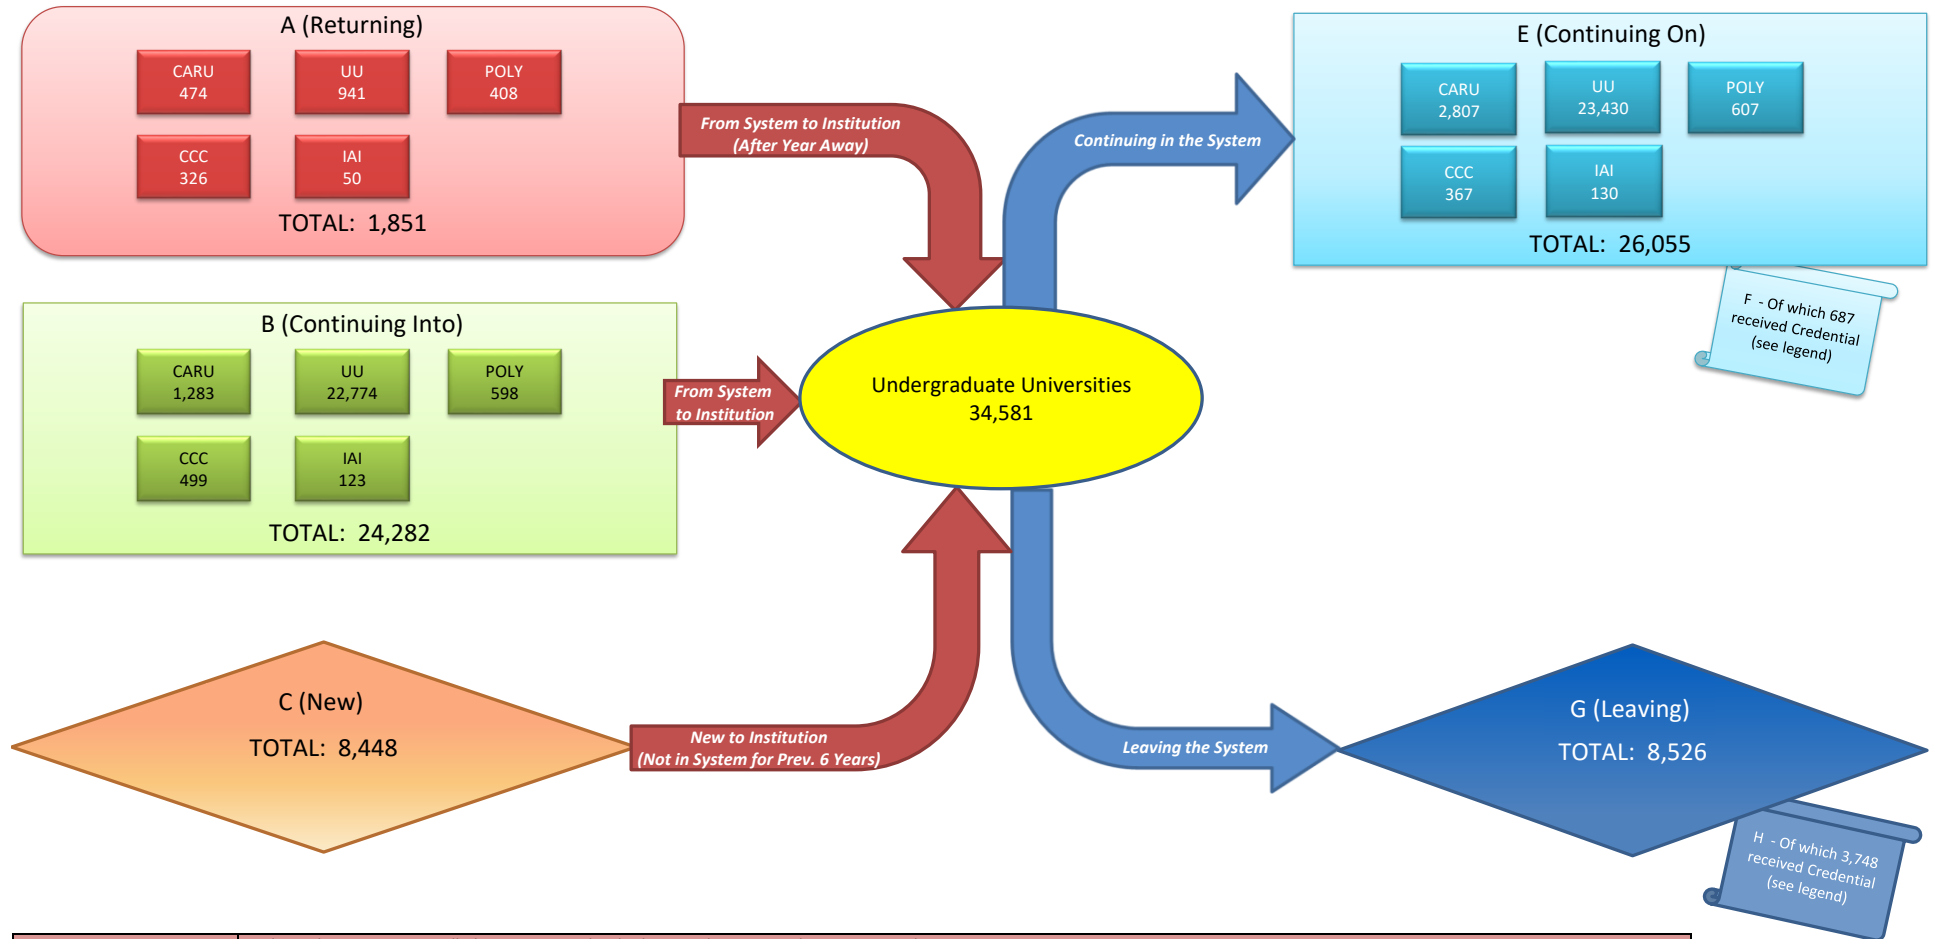 A (Returning)
CARU
474
UU
941
POLY
408
CCC
326
IAI
50
TOTAL: 1,851
From System to Institution
(After Year Away)
Continuing in the System
E (Continuing On)
CARU
2,807
UU
23,430
POLY
607
CCC
367
IAI
130
TOTAL: 26,055
F - Of which 687
received Credential
(see legend)
B (Continuing Into)
CARU
1,283
UU
22,774
POLY
598
CCC
499
IAI
123
TOTAL: 24,282
From System
to Institution
Undergraduate Universities
34,581
C (New)
TOTAL: 8,448
New to Institution
(Not in System for Prev. 6 Years)
Leaving the System
G (Leaving)
TOTAL: 8,526
H - Of which 3,748
received Credential
(see legend)